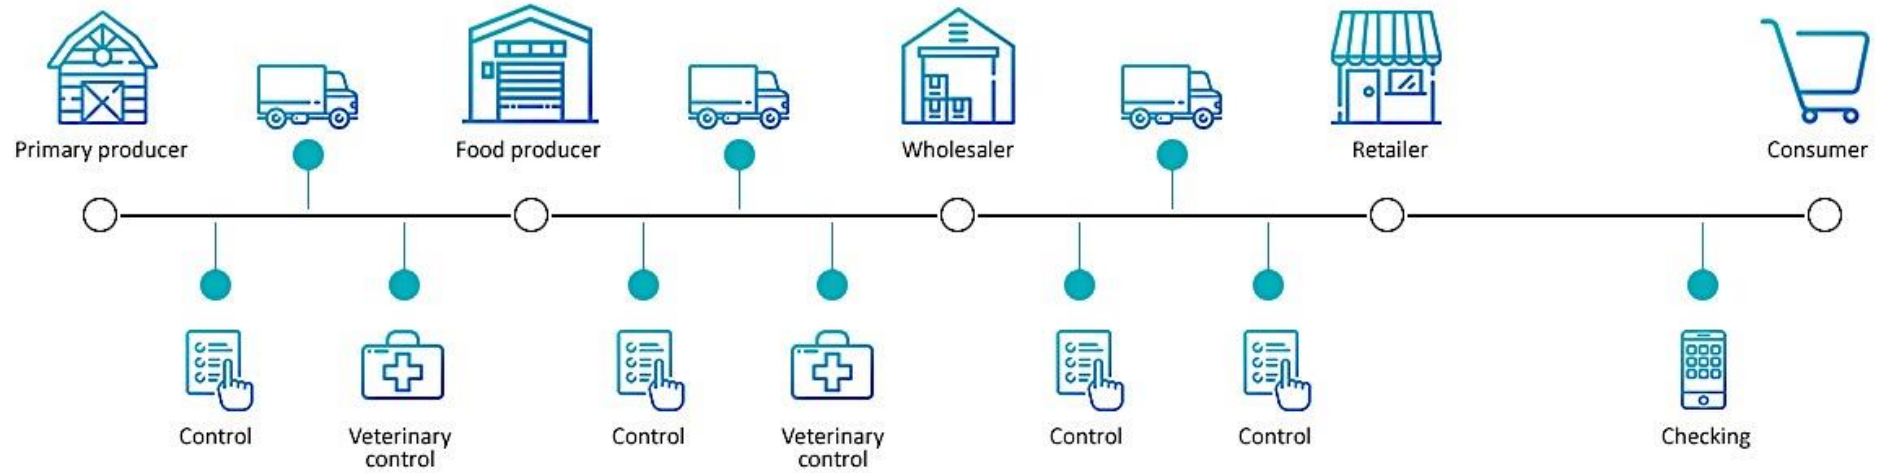 Primary producer
Food producer
Wholesaler
Retailer
Consumer
Control
Veterinary
control
Control
Veterinary
control
Control
Control
Checking